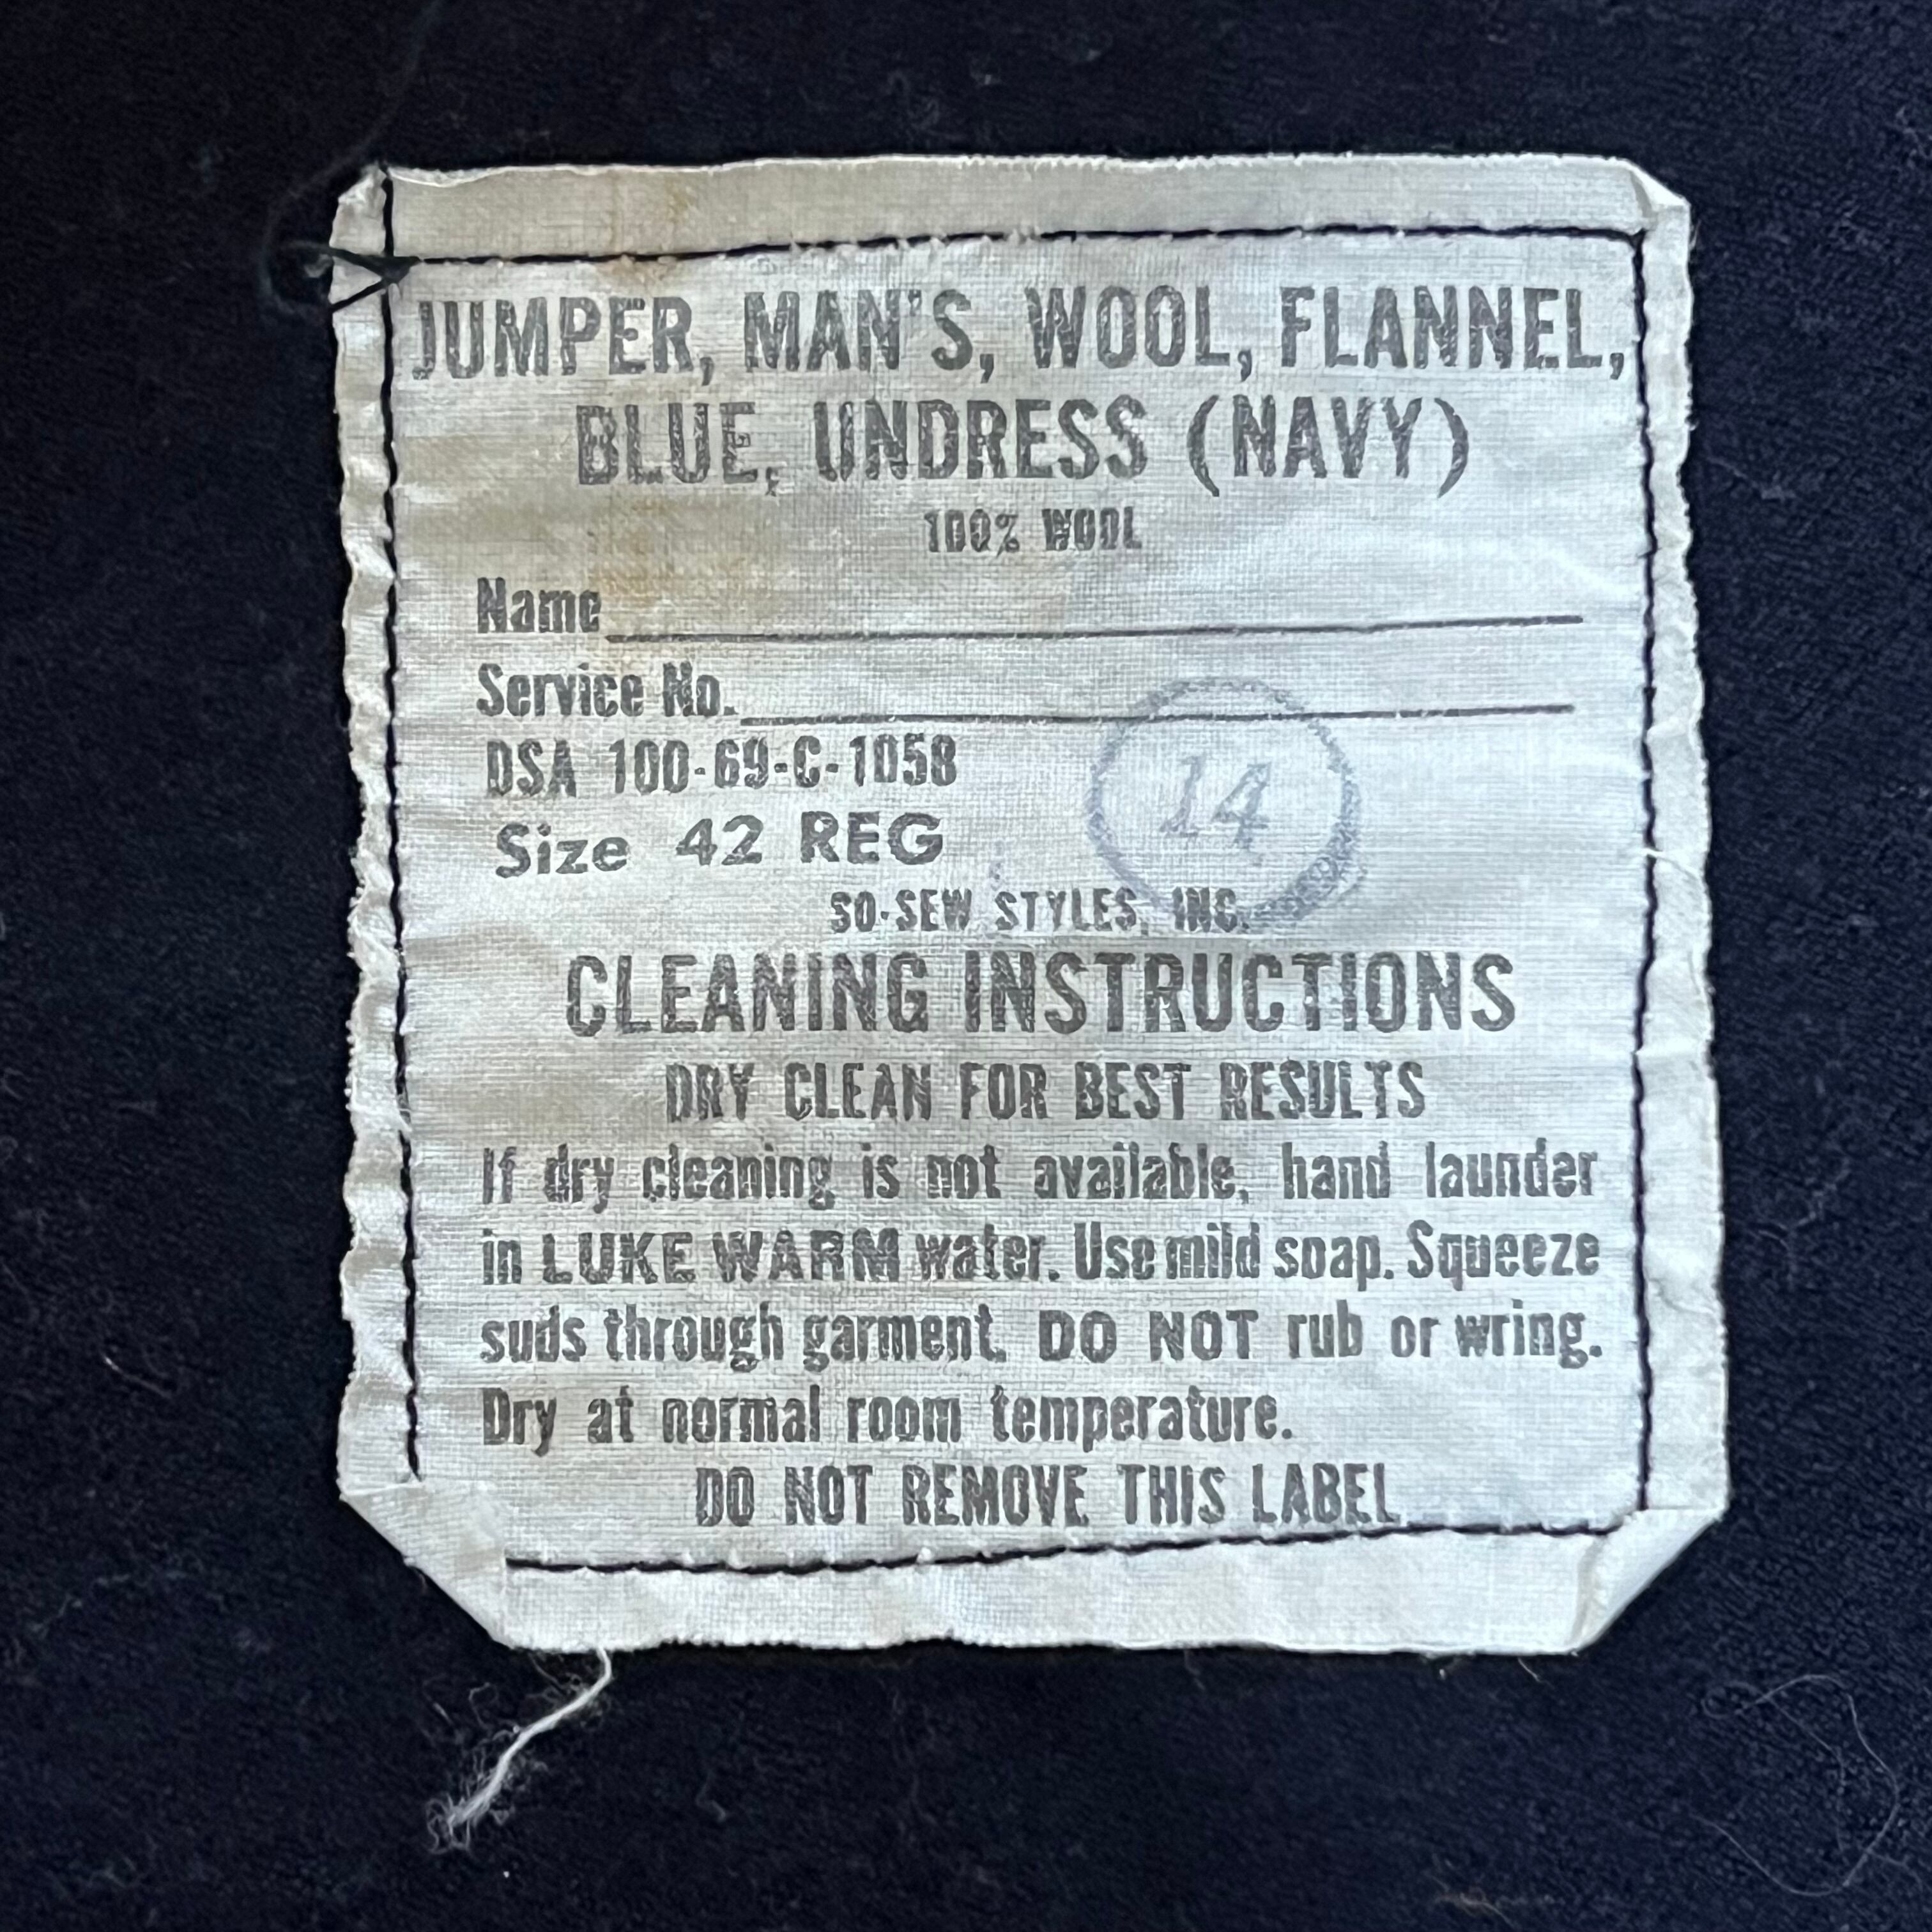 JUMPER, MAN'S, WOOL, FLANNEL,
BLUE, UNDRESS (NAVY)
100% WOOL
Name
Service No.
DSA 100-69-C-1058
14
Size 42 REG
SO-SEW STYLES, INC.
CLEANING INSTRUCTIONS
DRY CLEAN FOR BEST RESULTS
If dry cleaning is not available, hand launder
in LUKE WARM water. Use mild soap. Squeeze
suds through garment. DO NOT rub or wring.
Dry at normal room temperature.
DO NOT REMOVE THIS LABEL